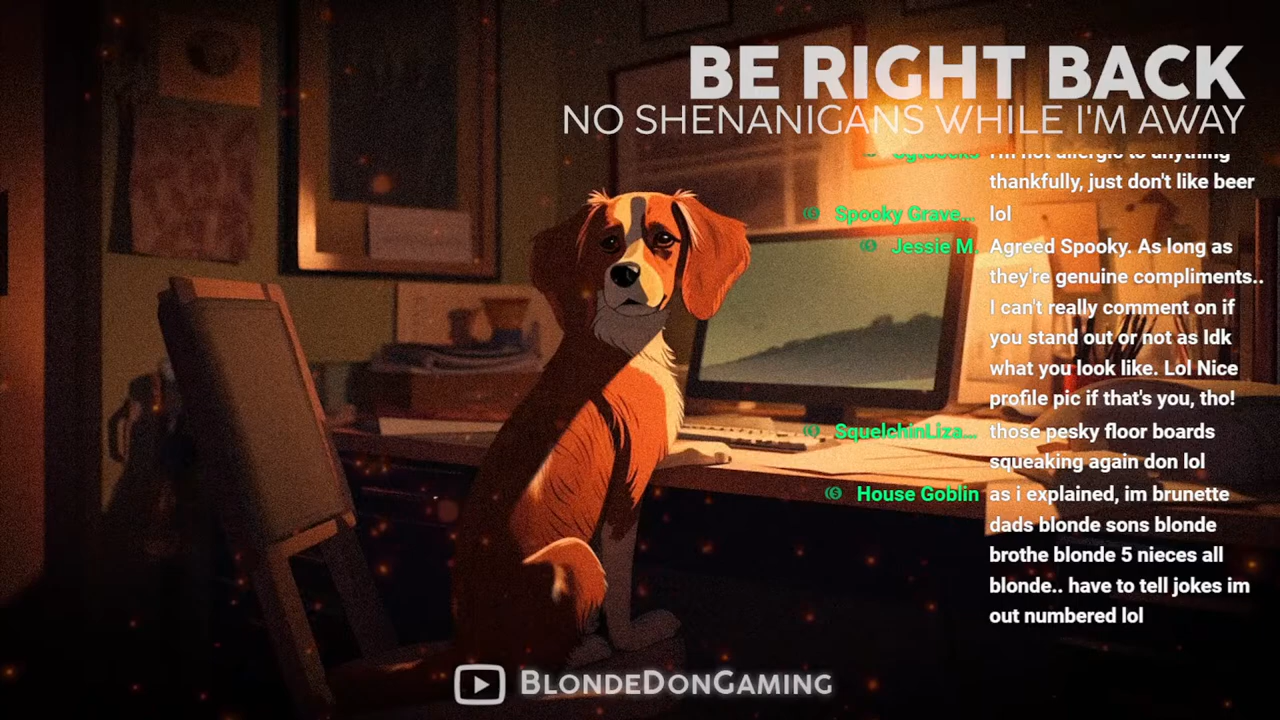 BE RIGHT BACK
NO SHENANIGANS WHILE I'M AWAY
I'm not allergic to anything
thankfully, just don't like beer
Spooky Grave... lol
Jessie M. Agreed Spooky. As long as
they're genuine compliments..
I can't really comment on if
you stand out or not as Idk
what you look like. Lol Nice
profile pic if that's you, tho!
SquelchinLiza... those pesky floor boards
squeaking again don lol
House Goblin as i explained, im brunette
dads blonde sons blonde
brothe blonde 5 nieces all
blonde.. have to tell jokes im
out numbered lol
BLONDEDONGAMING